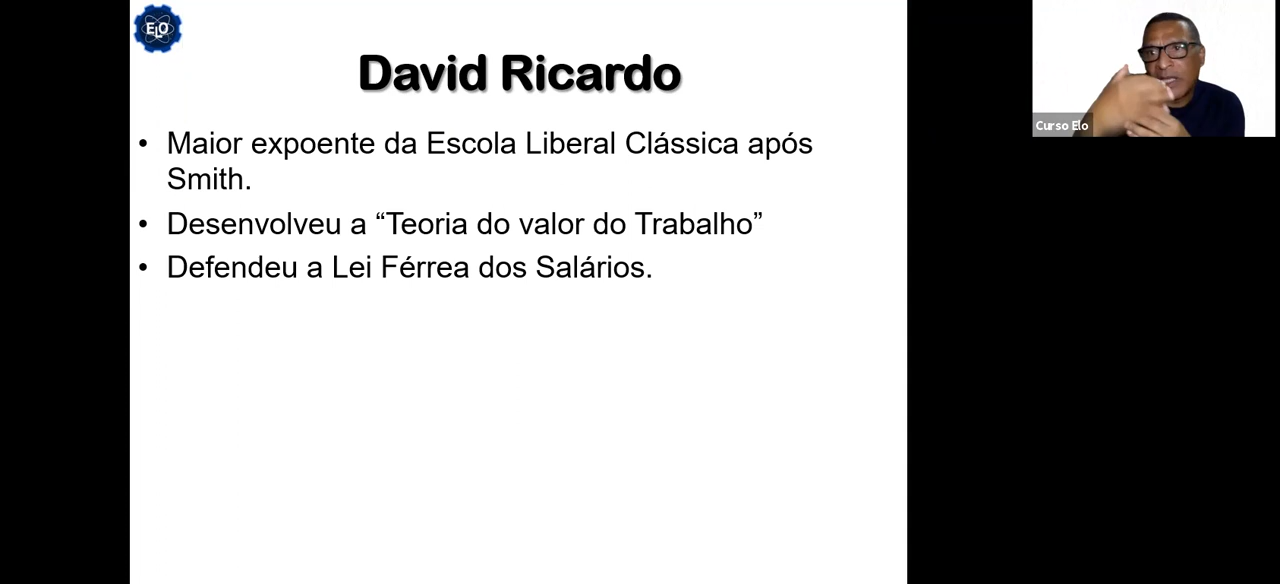 ELO
David Ricardo
• Maior expoente da Escola Liberal Clássica após
Smith.
• Desenvolveu a “Teoria do valor do Trabalho”
• Defendeu a Lei Férrea dos Salários.
Curso Elo